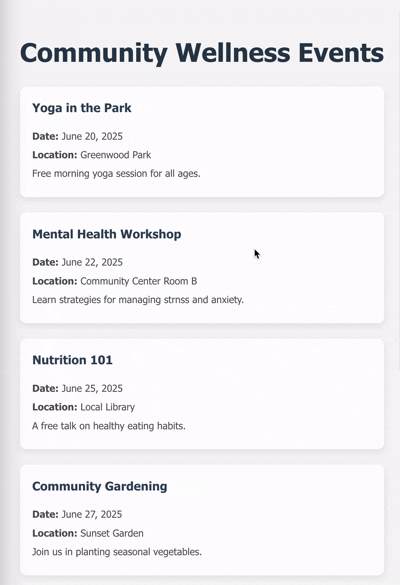 Community Wellness Events
Yoga in the Park
Date: June 20, 2025
Location: Greenwood Park
Free morning yoga session for all ages.
Mental Health Workshop
Date: June 22, 2025
Location: Community Center Room B
Learn strategies for managing strnss and anxiety.
Nutrition 101
Date: June 25, 2025
Location: Local Library
A free talk on healthy eating habits.
Community Gardening
Date: June 27, 2025
Location: Sunset Garden
Join us in planting seasonal vegetables.